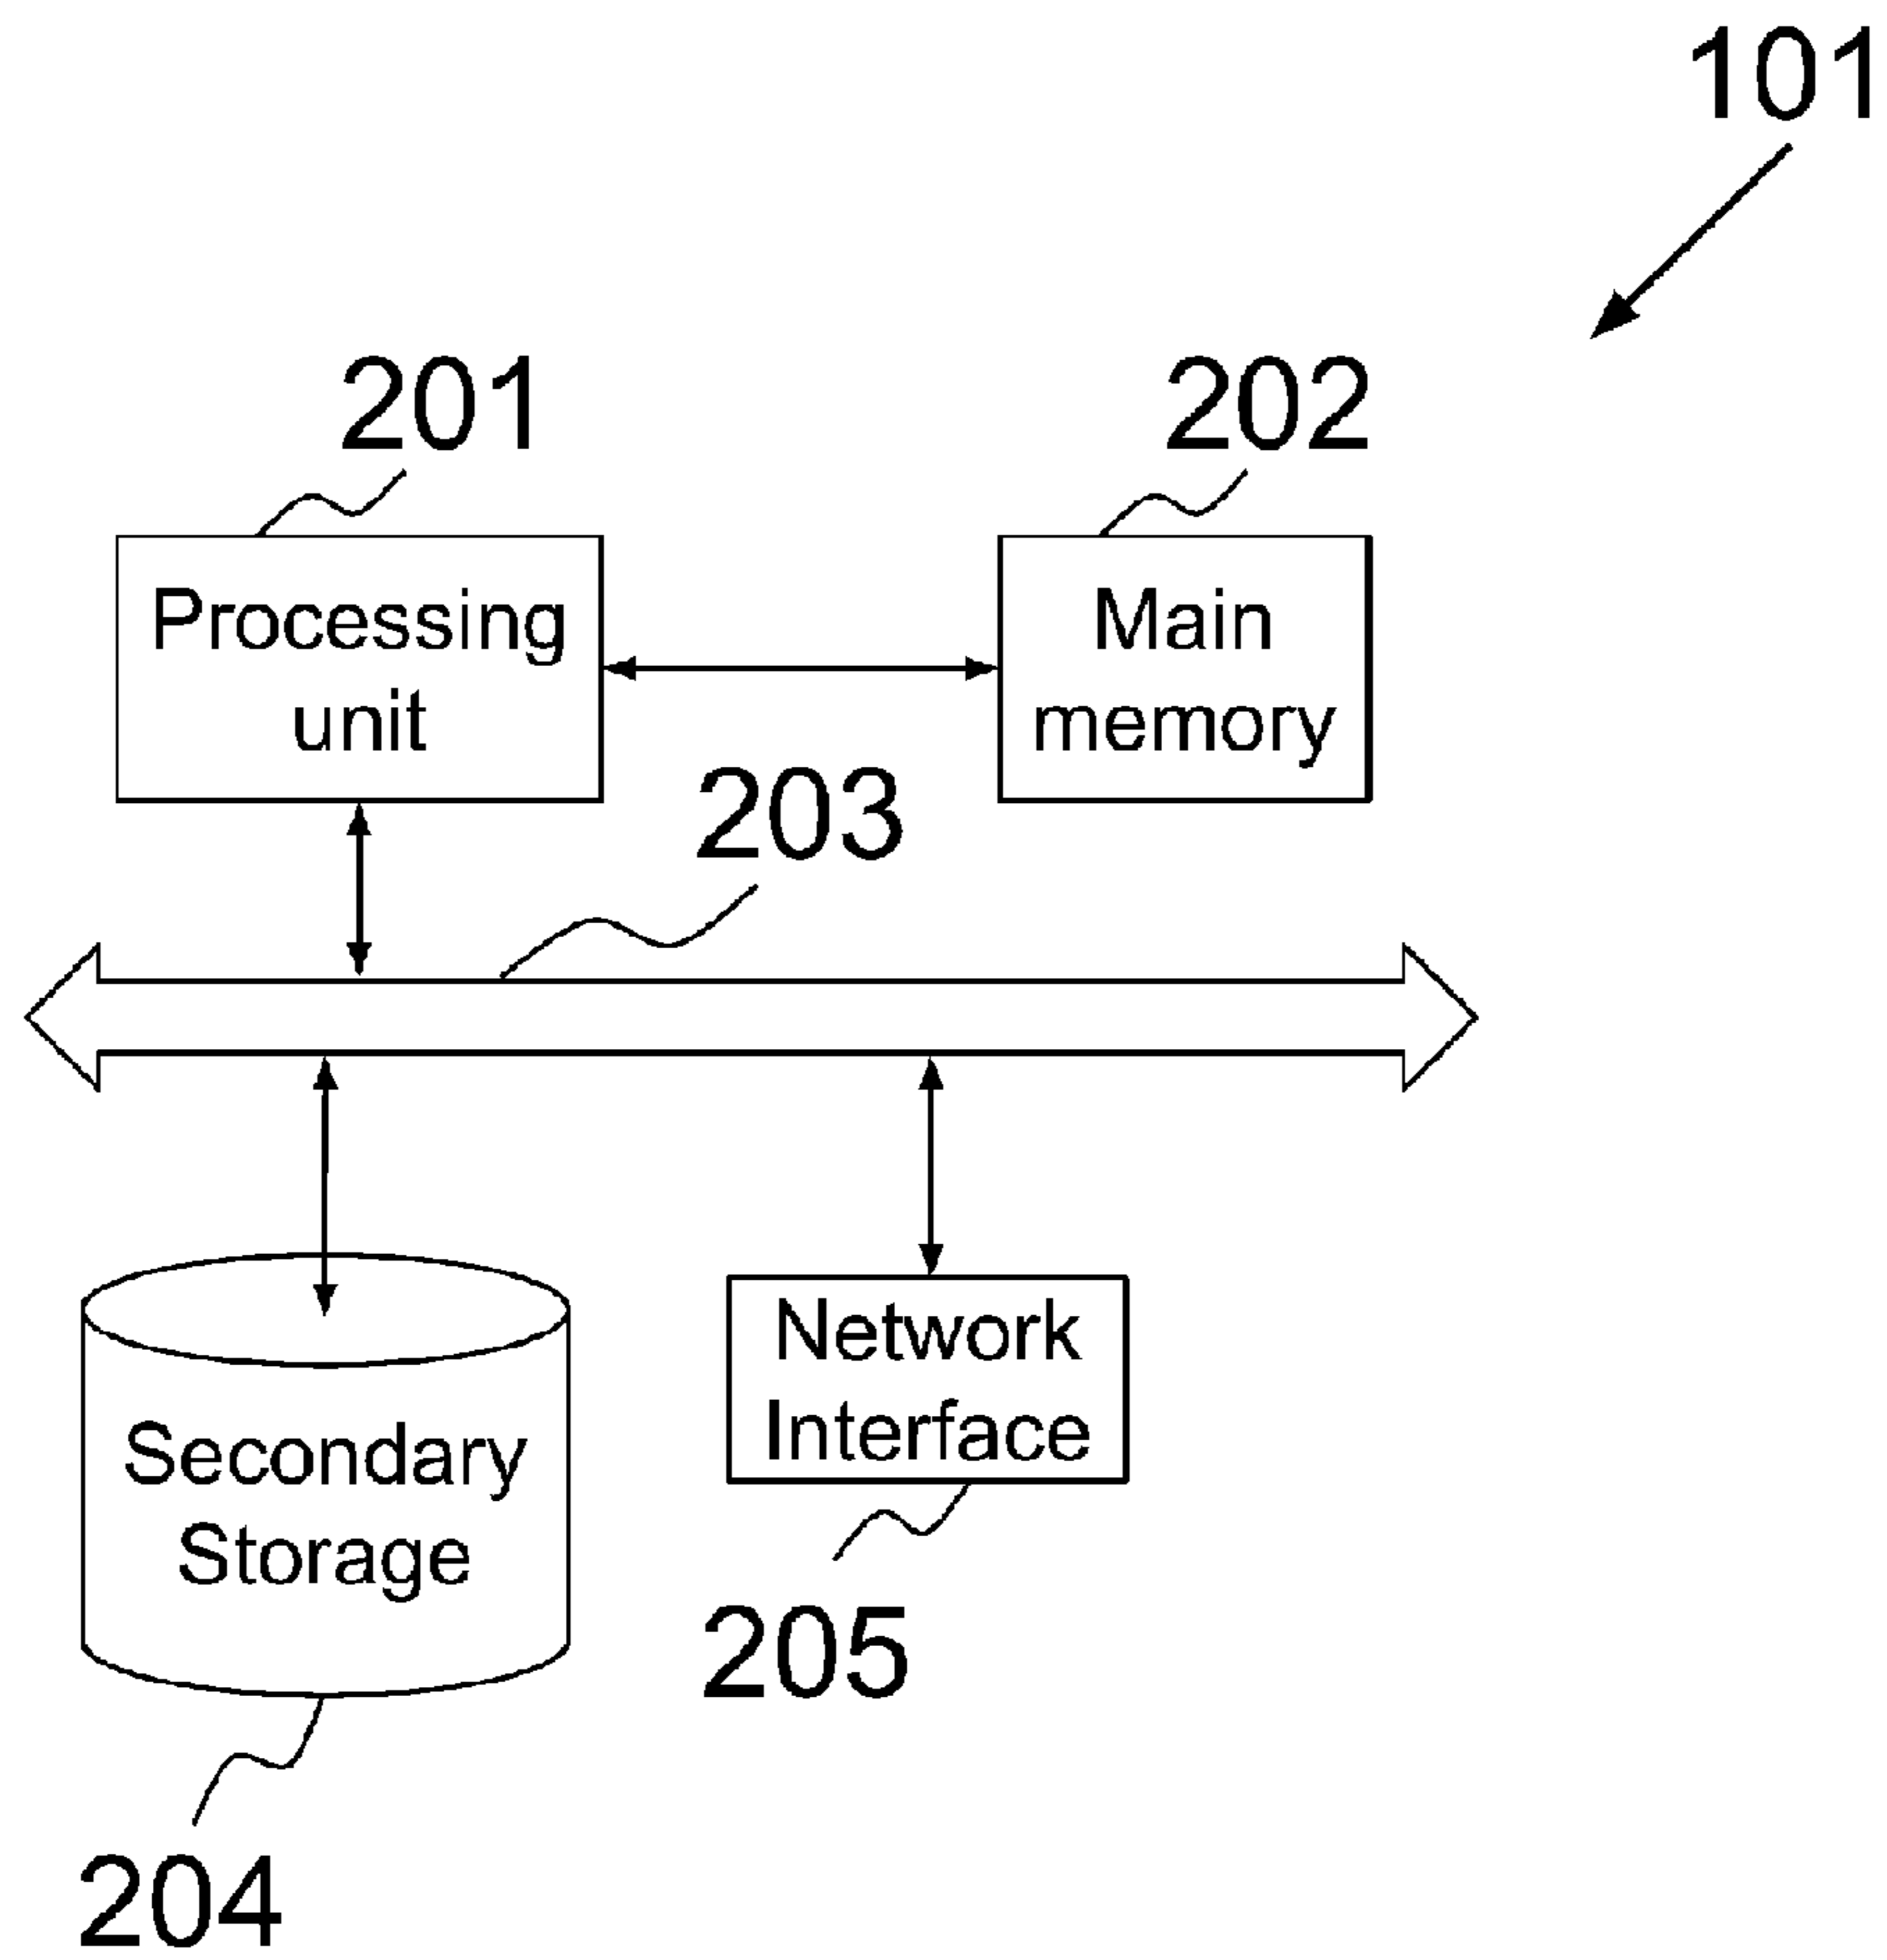 101
201
202
Processing
unit
Main
memory
203
Network
Interface
Secondary
Storage
205
204